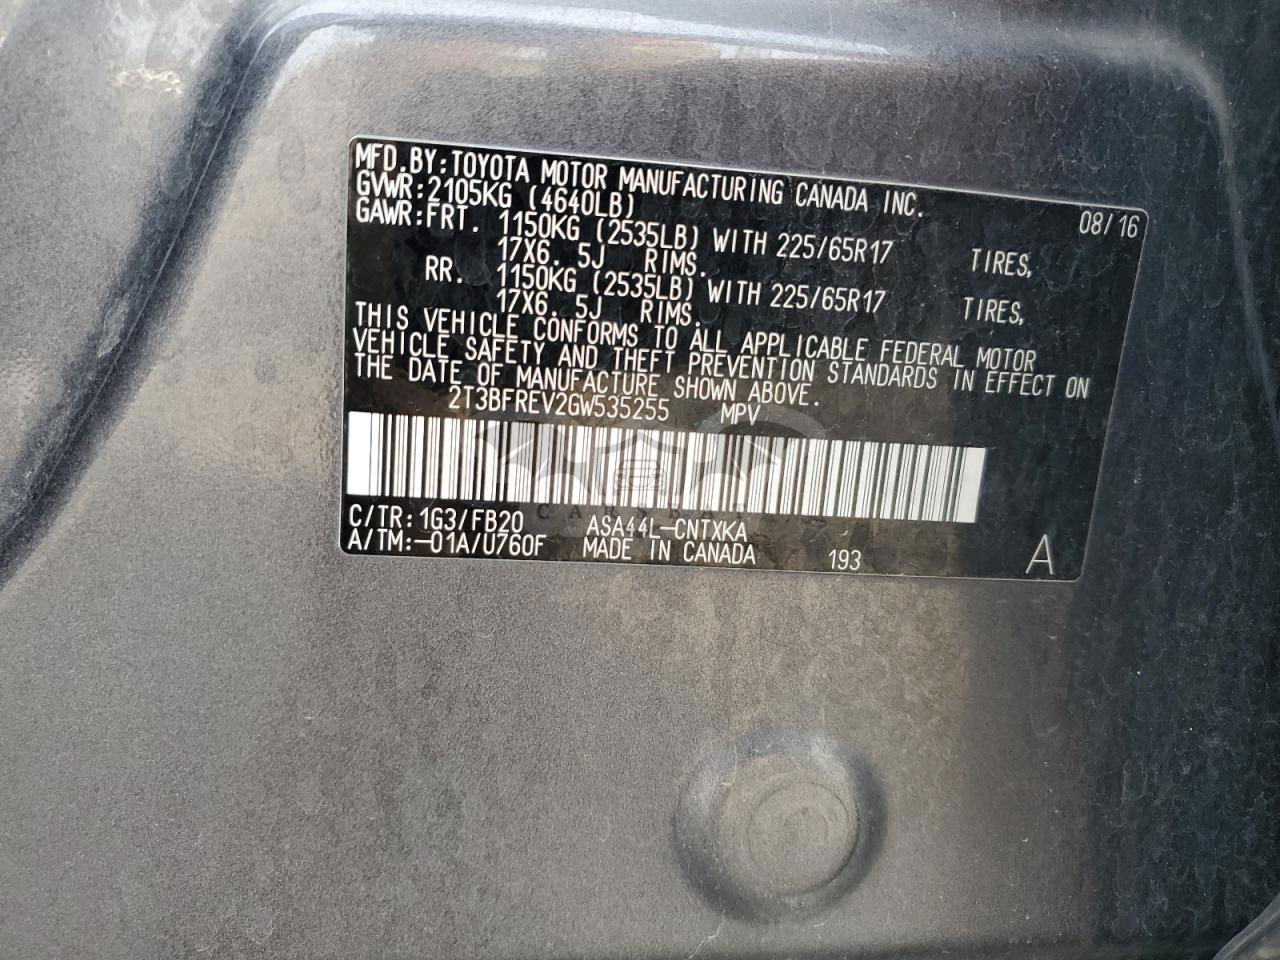 MFD.BY:TOYOTA MOTOR MANUFACTURING CANADA INC. 08/16
GVWR:2105KG (4640LB)
GAWR:FRT. 1150KG (2535LB) WITH 225/65R17 TIRES,
17X6.5J RIMS.
RR. 1150KG (2535LB) WITH 225/65R17 TIRES,
17X6.5J RIMS.
THIS VEHICLE CONFORMS TO ALL APPLICABLE FEDERAL MOTOR
VEHICLE SAFETY AND THEFT PREVENTION STANDARDS IN EFFECT ON
THE DATE OF MANUFACTURE SHOWN ABOVE.
2T3BFREV2GW535255 MPV
C/TR:1G3/FB20 ASA44L-CNTXKA
A/TM:-01A/U760F MADE IN CANADA 193 A